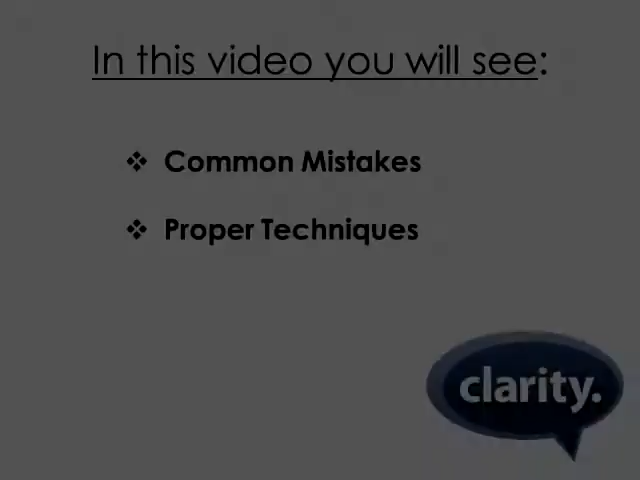 In this video you will see:
❖ Common Mistakes
❖ Proper Techniques
clarity.